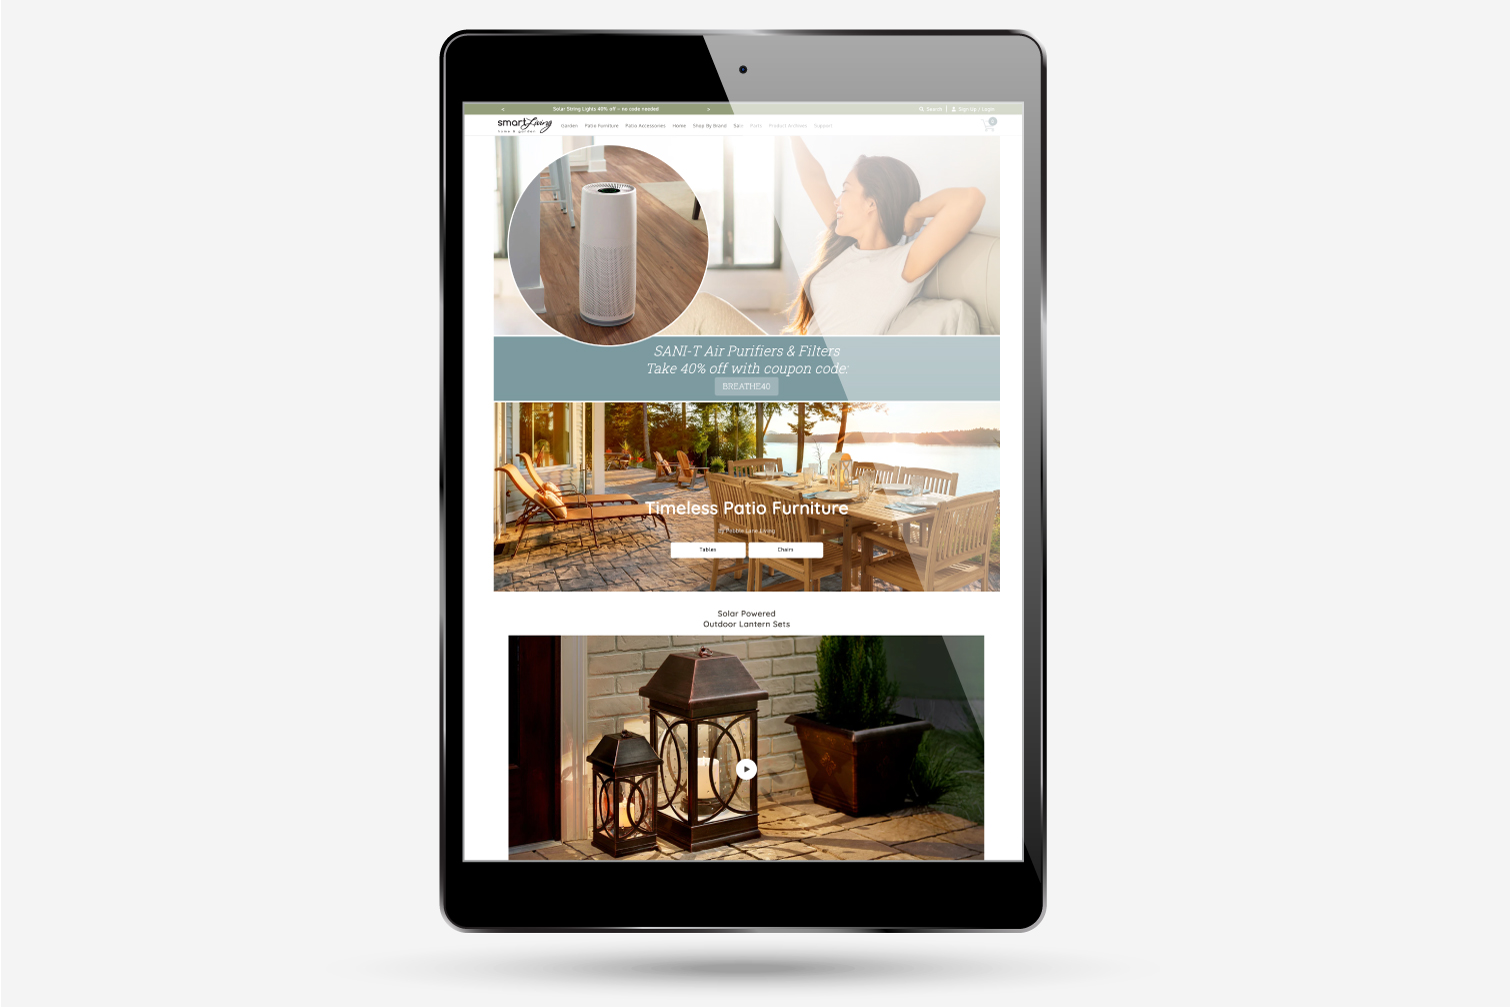 < Solar String Lights 40% off – no code needed > Search | Sign Up / Login
smart Living Garden Patio Furniture Patio Accessories Home Shop By Brand Sale Parts Product Archives Support
home & garden
SANI-T Air Purifiers & Filters
Take 40% off with coupon code:
BREATHE40
Timeless Patio Furniture
by Pebble Lane Living
Tables Chairs
Solar Powered
Outdoor Lantern Sets